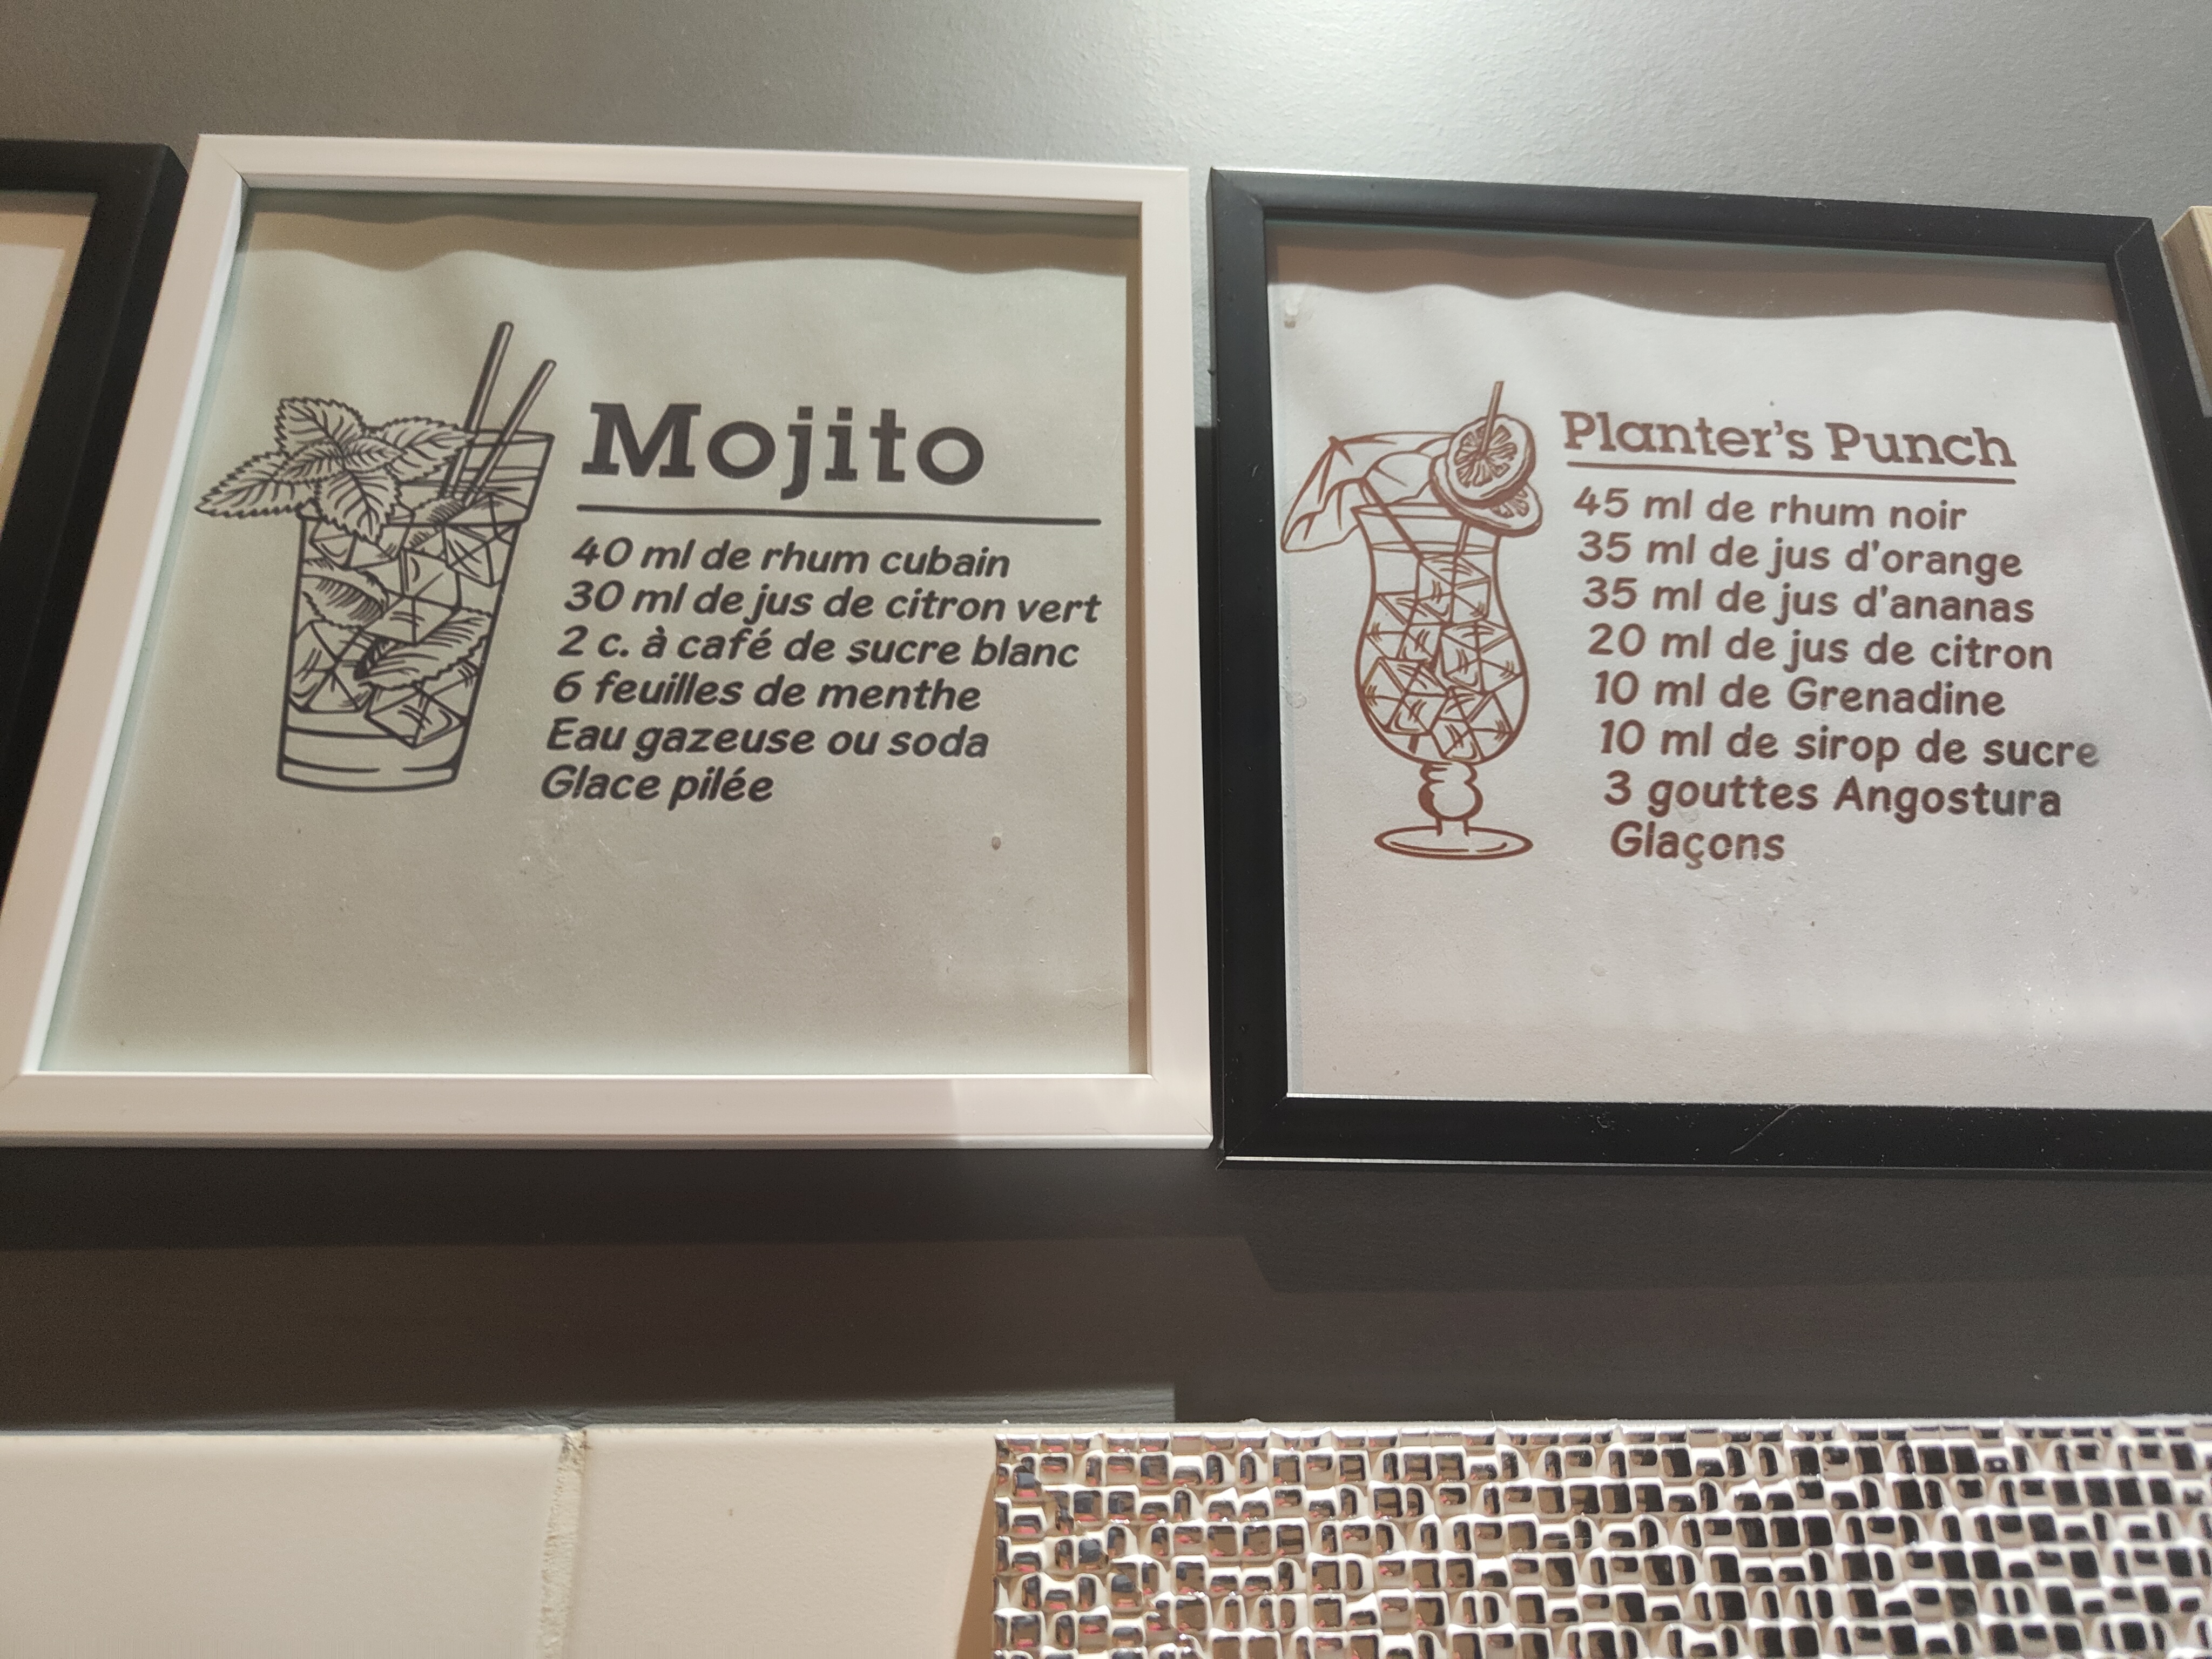 Mojito
40 ml de rhum cubain
30 ml de jus de citron vert
2 c. à café de sucre blanc
6 feuilles de menthe
Eau gazeuse ou soda
Glace pilée
Planter's Punch
45 ml de rhum noir
35 ml de jus d'orange
35 ml de jus d'ananas
20 ml de jus de citron
10 ml de Grenadine
10 ml de sirop de sucre
3 gouttes Angostura
Glaçons